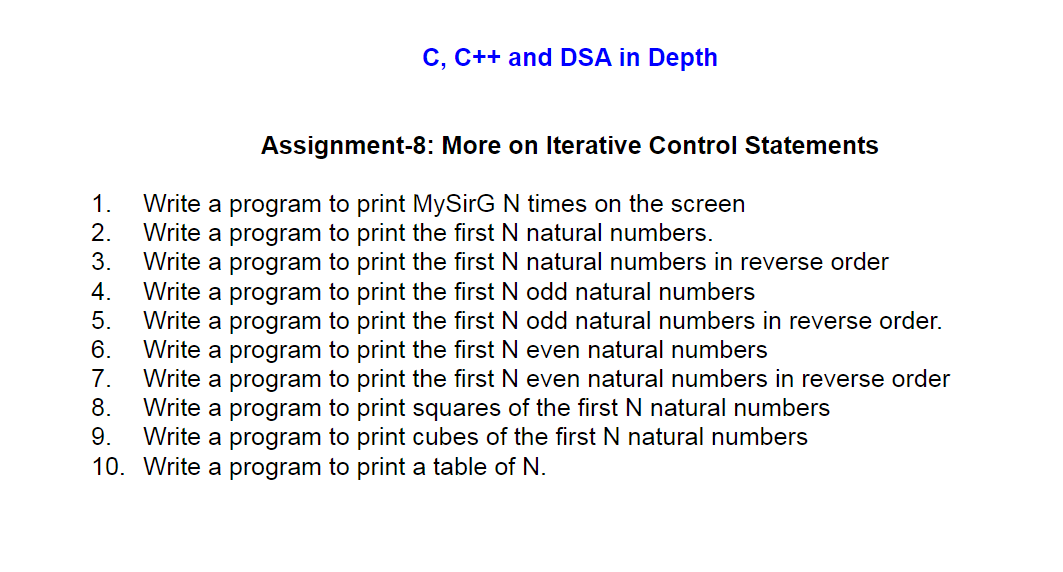 C, C++ and DSA in Depth
Assignment-8: More on Iterative Control Statements
1. Write a program to print MySirG N times on the screen
2. Write a program to print the first N natural numbers.
3. Write a program to print the first N natural numbers in reverse order
4. Write a program to print the first N odd natural numbers
5. Write a program to print the first N odd natural numbers in reverse order.
6. Write a program to print the first N even natural numbers
7. Write a program to print the first N even natural numbers in reverse order
8. Write a program to print squares of the first N natural numbers
9. Write a program to print cubes of the first N natural numbers
10. Write a program to print a table of N.